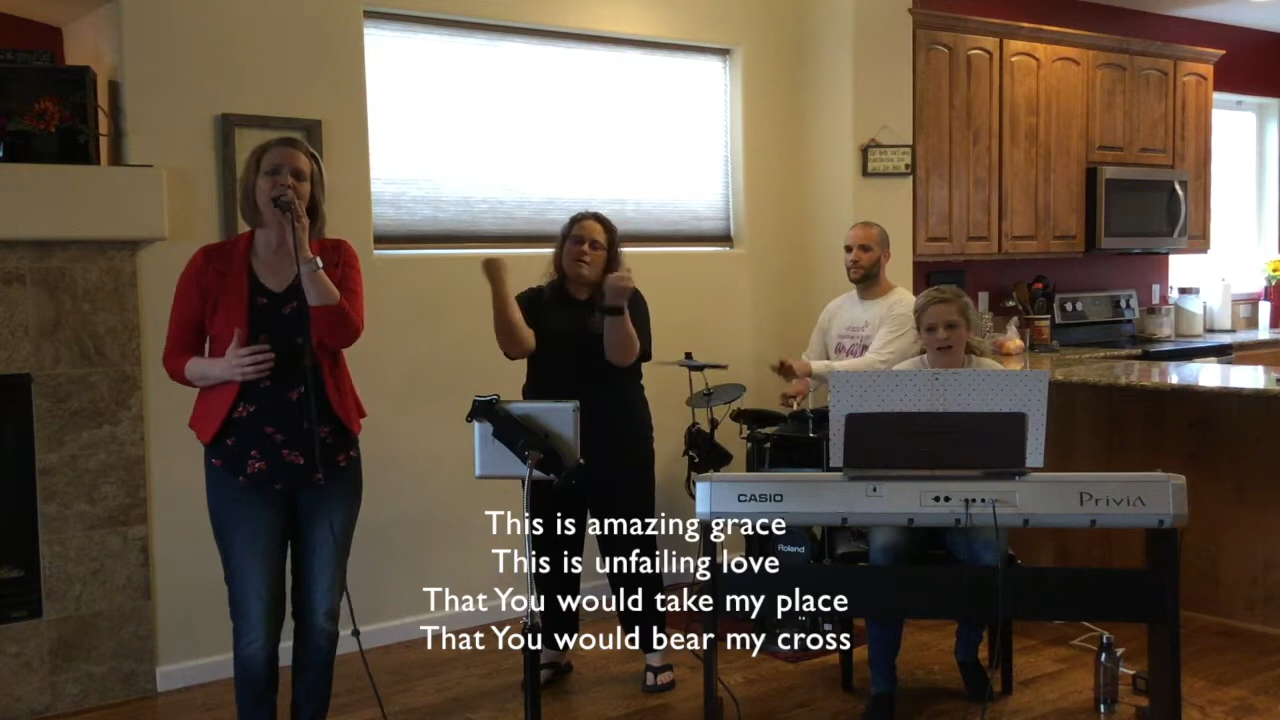 CASIO
Privia
Roland
This is amazing grace
This is unfailing love
That You would take my place
That You would bear my cross